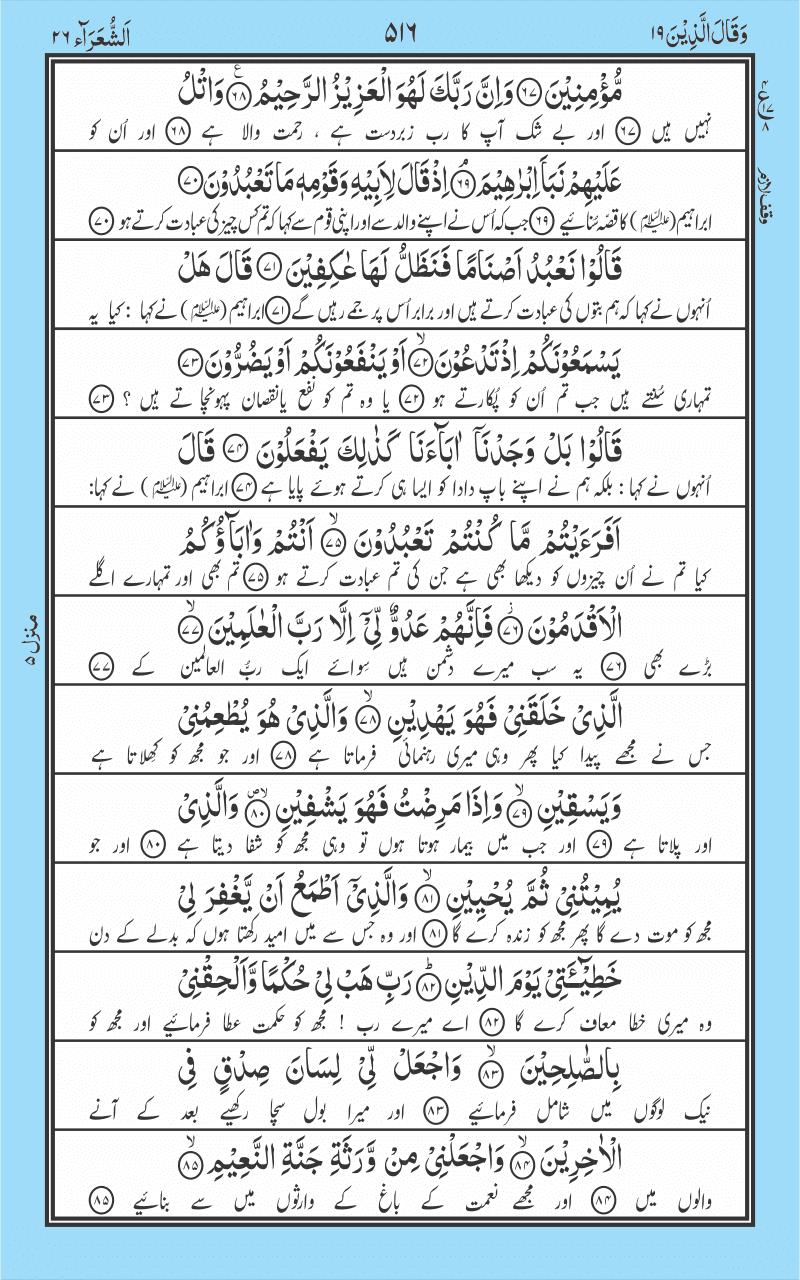 وَقَالَ الَّذِيْنَ ١٩ ٥١٦ اَلشُّعَرَآء ٢٦
مُّؤْمِنِيْنَ ٦٧ وَاِنَّ رَبَّكَ لَهُوَ الْعَزِيْزُ الرَّحِيْمُ ٦٨ وَاتْلُ
نہیں ہیں ٦٧ اور بے شک آپ کا رب زبردست ہے ، رحمت والا ہے ٦٨ اور اُن کو
عَلَيْهِمْ نَبَاَ اِبْرٰهِيْمَ ٦٩ اِذْ قَالَ لِاَبِيْهِ وَقَوْمِهٖ مَا تَعْبُدُوْنَ ٧٠
ابراہیم (علیہ السلام) کا قصّہ سُنائیے ٦٩ جب کہ اُس نے اپنے والد سے اور اپنی قوم سے کہا کہ تم کس چیز کی عبادت کرتے ہو ٧٠
قَالُوْا نَعْبُدُ اَصْنَامًا فَنَظَلُّ لَهَا عٰكِفِيْنَ ٧١ قَالَ هَلْ
اُنہوں نے کہا کہ ہم بتوں کی عبادت کرتے ہیں اور برابر اُس پر جمے رہیں گے ٧١ ابراہیم (علیہ السلام) نے کہا : کیا یہ
يَسْمَعُوْنَكُمْ اِذْ تَدْعُوْنَ ۙ ٧٢ اَوْ يَنْفَعُوْنَكُمْ اَوْ يَضُرُّوْنَ ٧٣
تمہاری سُنتے ہیں جب تم اُن کو پُکارتے ہو ٧٢ یا وہ تم کو نفع یا نقصان پہونچا تے ہیں ؟ ٧٣
قَالُوْا بَلْ وَجَدْنَاۤ اٰبَآءَنَا كَذٰلِكَ يَفْعَلُوْنَ ٧٤ قَالَ
اُنہوں نے کہا : بلکہ ہم نے اپنے باپ دادا کو ایسا ہی کرتے ہوئے پایا ہے ٧٤ ابراہیم (علیہ السلام) نے کہا:
اَفَرَءَيْتُمْ مَّا كُنْتُمْ تَعْبُدُوْنَ ۙ ٧٥ اَنْتُمْ وَاٰبَآؤُكُمُ
کیا تم نے اُن چیزوں کو دیکھا بھی ہے جن کی تم عبادت کرتے ہو ٧٥ تم بھی اور تمہارے اگلے
الْاَقْدَمُوْنَ ٧٦ فَاِنَّهُمْ عَدُوٌّ لِّيْۤ اِلَّا رَبَّ الْعٰلَمِيْنَ ۙ ٧٧
بڑے بھی ٧٦ یہ سب میرے دشمن ہیں سِوائے ایک ربُّ العالمین کے ٧٧
الَّذِيْ خَلَقَنِيْ فَهُوَ يَهْدِيْنِ ۙ ٧٨ وَالَّذِيْ هُوَ يُطْعِمُنِيْ
جس نے مجھے پیدا کیا پھر وہی میری رہنمائی فرماتا ہے ٧٨ اور جو مجھ کو کِھلاتا ہے
وَيَسْقِيْنِ ۙ ٧٩ وَاِذَا مَرِضْتُ فَهُوَ يَشْفِيْنِ ٨٠ وَالَّذِيْ
اور پلاتا ہے ٧٩ اور جب میں بیمار ہوتا ہوں تو وہی مجھ کو شفا دیتا ہے ٨٠ اور جو
يُمِيْتُنِيْ ثُمَّ يُحْيِيْنِ ۙ ٨١ وَالَّذِيْۤ اَطْمَعُ اَنْ يَّغْفِرَ لِيْ
مجھ کو موت دے گا پھر مجھ کو زندہ کرے گا ٨١ اور وہ جس سے میں امید رکھتا ہوں کہ بدلے کے دن
خَطِيْٓـَٔتِيْ يَوْمَ الدِّيْنِ ٨٢ رَبِّ هَبْ لِيْ حُكْمًا وَّاَلْحِقْنِيْ
وہ میری خطا معاف کرے گا ٨٢ اے میرے رب ! مجھ کو حکمت عطا فرمائیے اور مجھ کو
بِالصّٰلِحِيْنَ ۙ ٨٣ وَاجْعَلْ لِّيْ لِسَانَ صِدْقٍ فِي
نیک لوگوں میں شامل فرمائیے ٨٣ اور میرا بول سچا رکھیے بعد کے آنے
الْاٰخِرِيْنَ ۙ ٨٤ وَاجْعَلْنِيْ مِنْ وَّرَثَةِ جَنَّةِ النَّعِيْمِ ۙ ٨٥
والوں میں ٨٤ اور مجھے نعمت کے باغ کے وارثوں میں سے بنائیے ٨٥
وقف لازم
منزل ٥